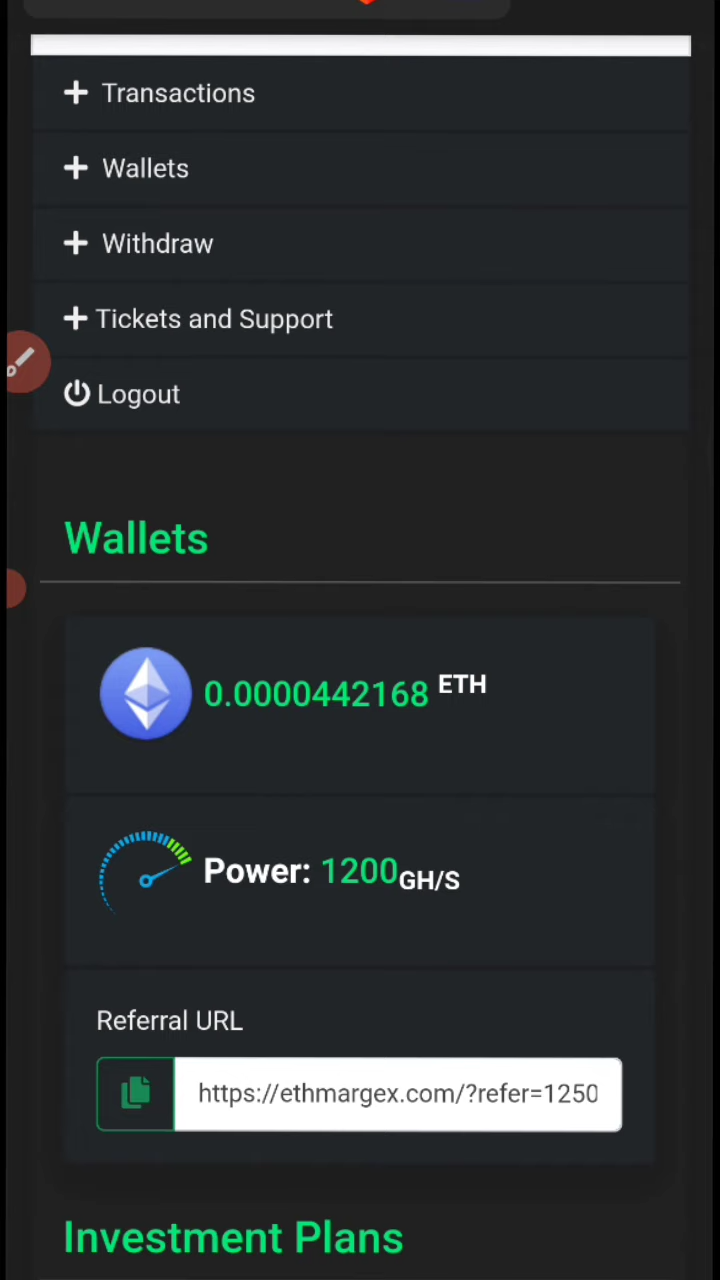 Transactions
Wallets
Withdraw
Tickets and Support
Logout
Wallets
0.0000442168 ETH
Power: 1200GH/S
Referral URL
https://ethmargex.com/?refer=1250
Investment Plans